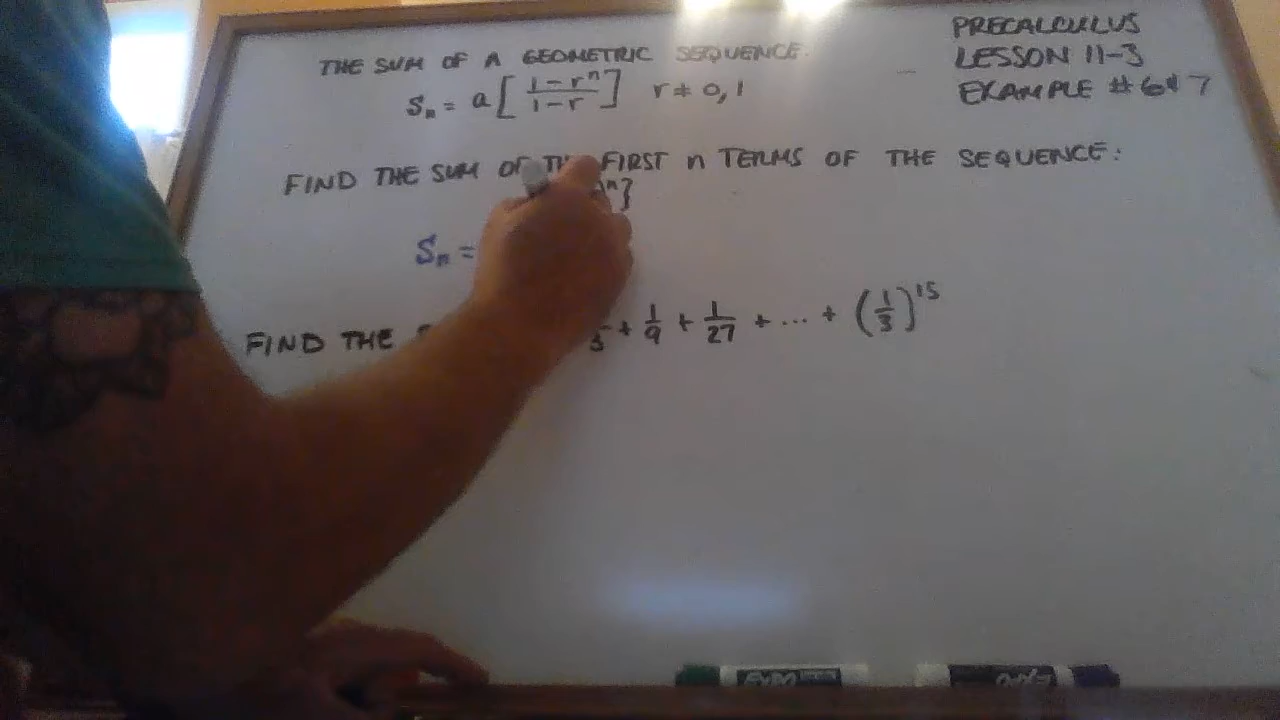 PRECALCULUS
LESSON 11-3
EXAMPLE # 6 & 7
THE SUM OF A GEOMETRIC SEQUENCE.
Sₙ = a [ (1 - rⁿ) / (1 - r) ] r ≠ 0, 1
FIND THE SUM OF THE FIRST n TERMS OF THE SEQUENCE:
)ⁿ}
Sₙ =
FIND THE + 1/9 + 1/27 + ... + (1/3)¹⁵
EXPO